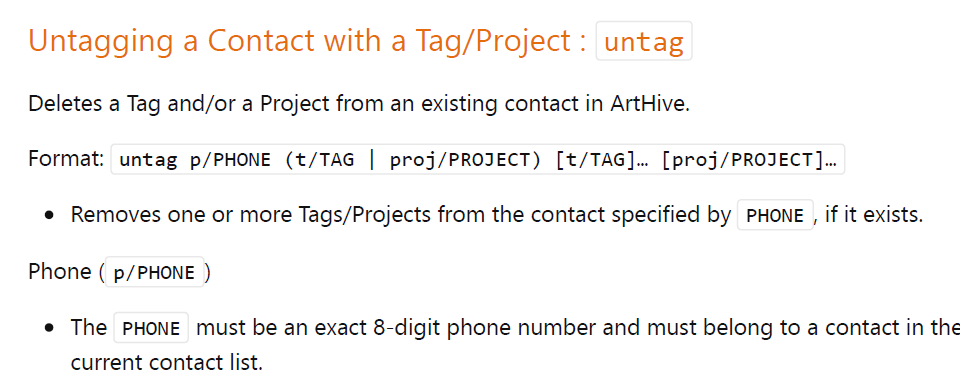 Untagging a Contact with a Tag/Project : untag
Deletes a Tag and/or a Project from an existing contact in ArtHive.
Format: untag p/PHONE (t/TAG | proj/PROJECT) [t/TAG]… [proj/PROJECT]…
• Removes one or more Tags/Projects from the contact specified by PHONE, if it exists.
Phone (p/PHONE)
• The PHONE must be an exact 8-digit phone number and must belong to a contact in the
current contact list.